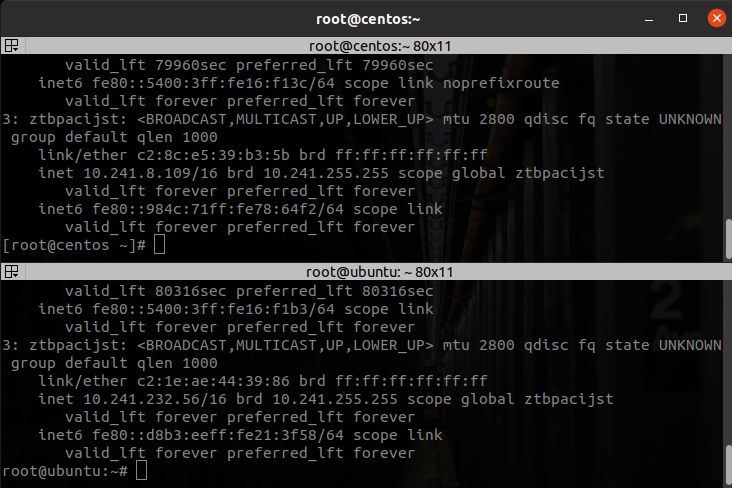 root@centos:~
root@centos:~ 80x11
valid_lft 79960sec preferred_lft 79960sec
inet6 fe80::5400:3ff:fe16:f13c/64 scope link noprefixroute
valid_lft forever preferred_lft forever
3: ztbpacijst: <BROADCAST,MULTICAST,UP,LOWER_UP> mtu 2800 qdisc fq state UNKNOWN
group default qlen 1000
link/ether c2:8c:e5:39:b3:5b brd ff:ff:ff:ff:ff:ff
inet 10.241.8.109/16 brd 10.241.255.255 scope global ztbpacijst
valid_lft forever preferred_lft forever
inet6 fe80::984c:71ff:fe78:64f2/64 scope link
valid_lft forever preferred_lft forever
[root@centos ~]#
root@ubuntu: ~ 80x11
valid_lft 80316sec preferred_lft 80316sec
inet6 fe80::5400:3ff:fe16:f1b3/64 scope link
valid_lft forever preferred_lft forever
3: ztbpacijst: <BROADCAST,MULTICAST,UP,LOWER_UP> mtu 2800 qdisc fq state UNKNOWN
group default qlen 1000
link/ether c2:1e:ae:44:39:86 brd ff:ff:ff:ff:ff:ff
inet 10.241.232.56/16 brd 10.241.255.255 scope global ztbpacijst
valid_lft forever preferred_lft forever
inet6 fe80::d8b3:eeff:fe21:3f58/64 scope link
valid_lft forever preferred_lft forever
root@ubuntu:~#
2